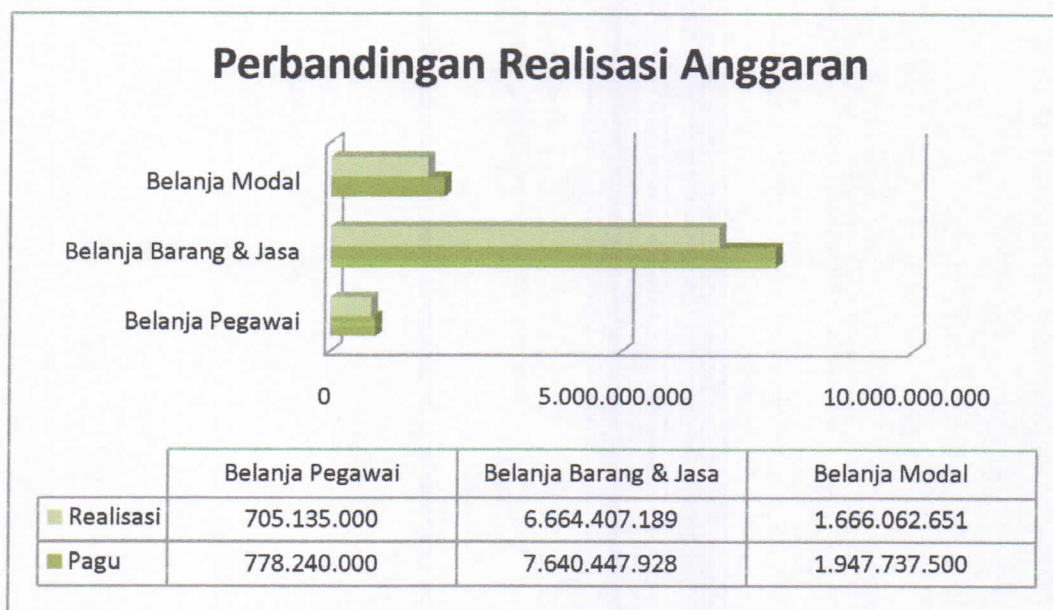 Perbandingan Realisasi Anggaran
Belanja Modal
Belanja Barang & Jasa
Belanja Pegawai
0 5.000.000.000 10.000.000.000
Belanja Pegawai Belanja Barang & Jasa Belanja Modal
Realisasi 705.135.000 6.664.407.189 1.666.062.651
Pagu 778.240.000 7.640.447.928 1.947.737.500